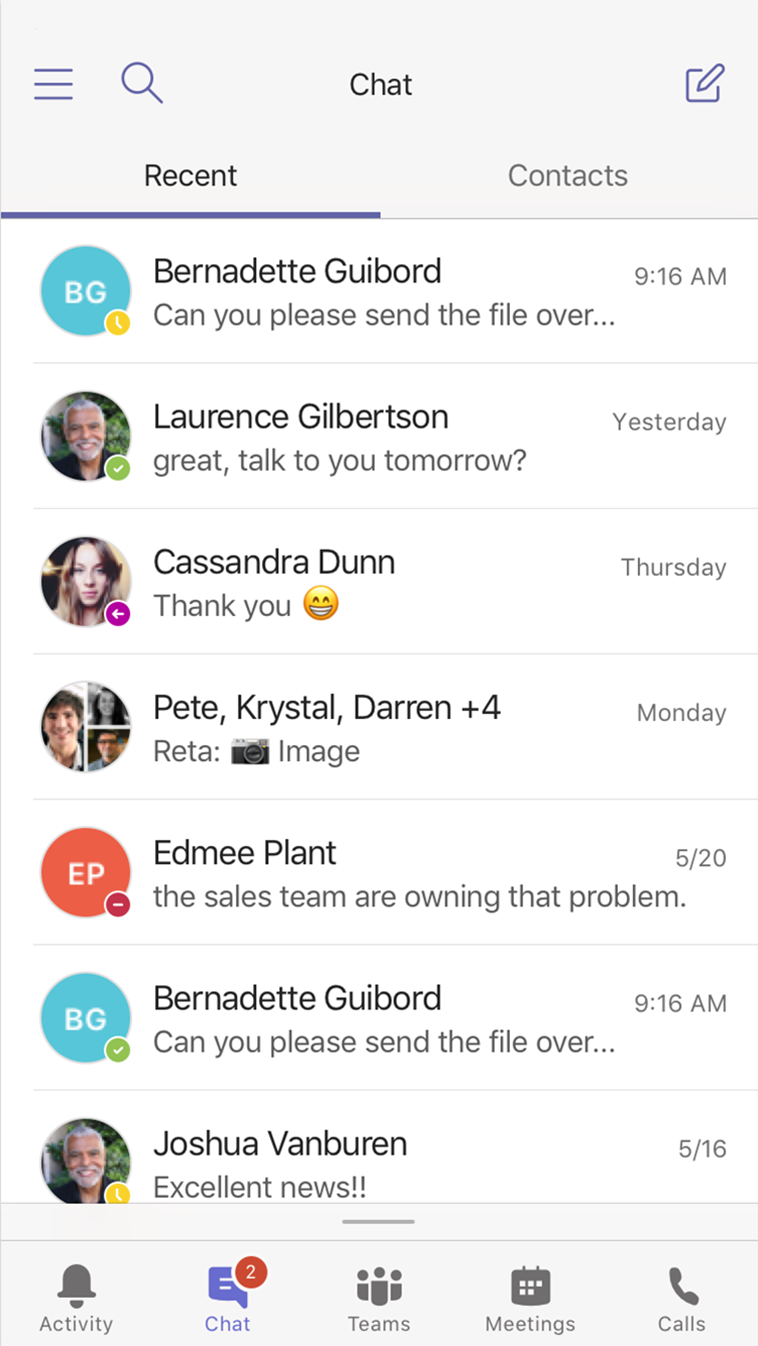 Chat
Recent Contacts
BG
Bernadette Guibord 9:16 AM
Can you please send the file over...
Laurence Gilbertson Yesterday
great, talk to you tomorrow?
Cassandra Dunn Thursday
Thank you 😁
Pete, Krystal, Darren +4 Monday
Reta: 📷 Image
EP
Edmee Plant 5/20
the sales team are owning that problem.
BG
Bernadette Guibord 9:16 AM
Can you please send the file over...
Joshua Vanburen 5/16
Excellent news!!
2
Activity Chat Teams Meetings Calls